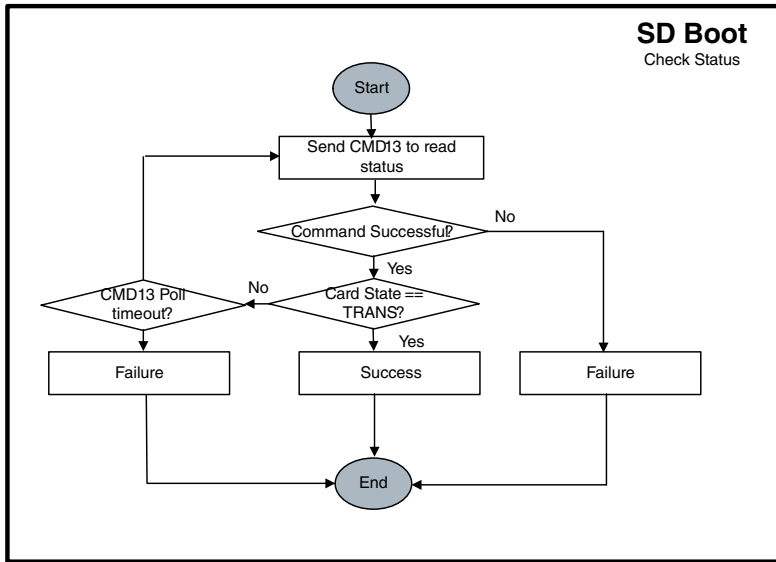 SD Boot
Check Status
Start
Send CMD13 to read
status
Command Successful?
No
Yes
Card State ==
TRANS?
No
CMD13 Poll
timeout?
Yes
Failure
Success
Failure
End